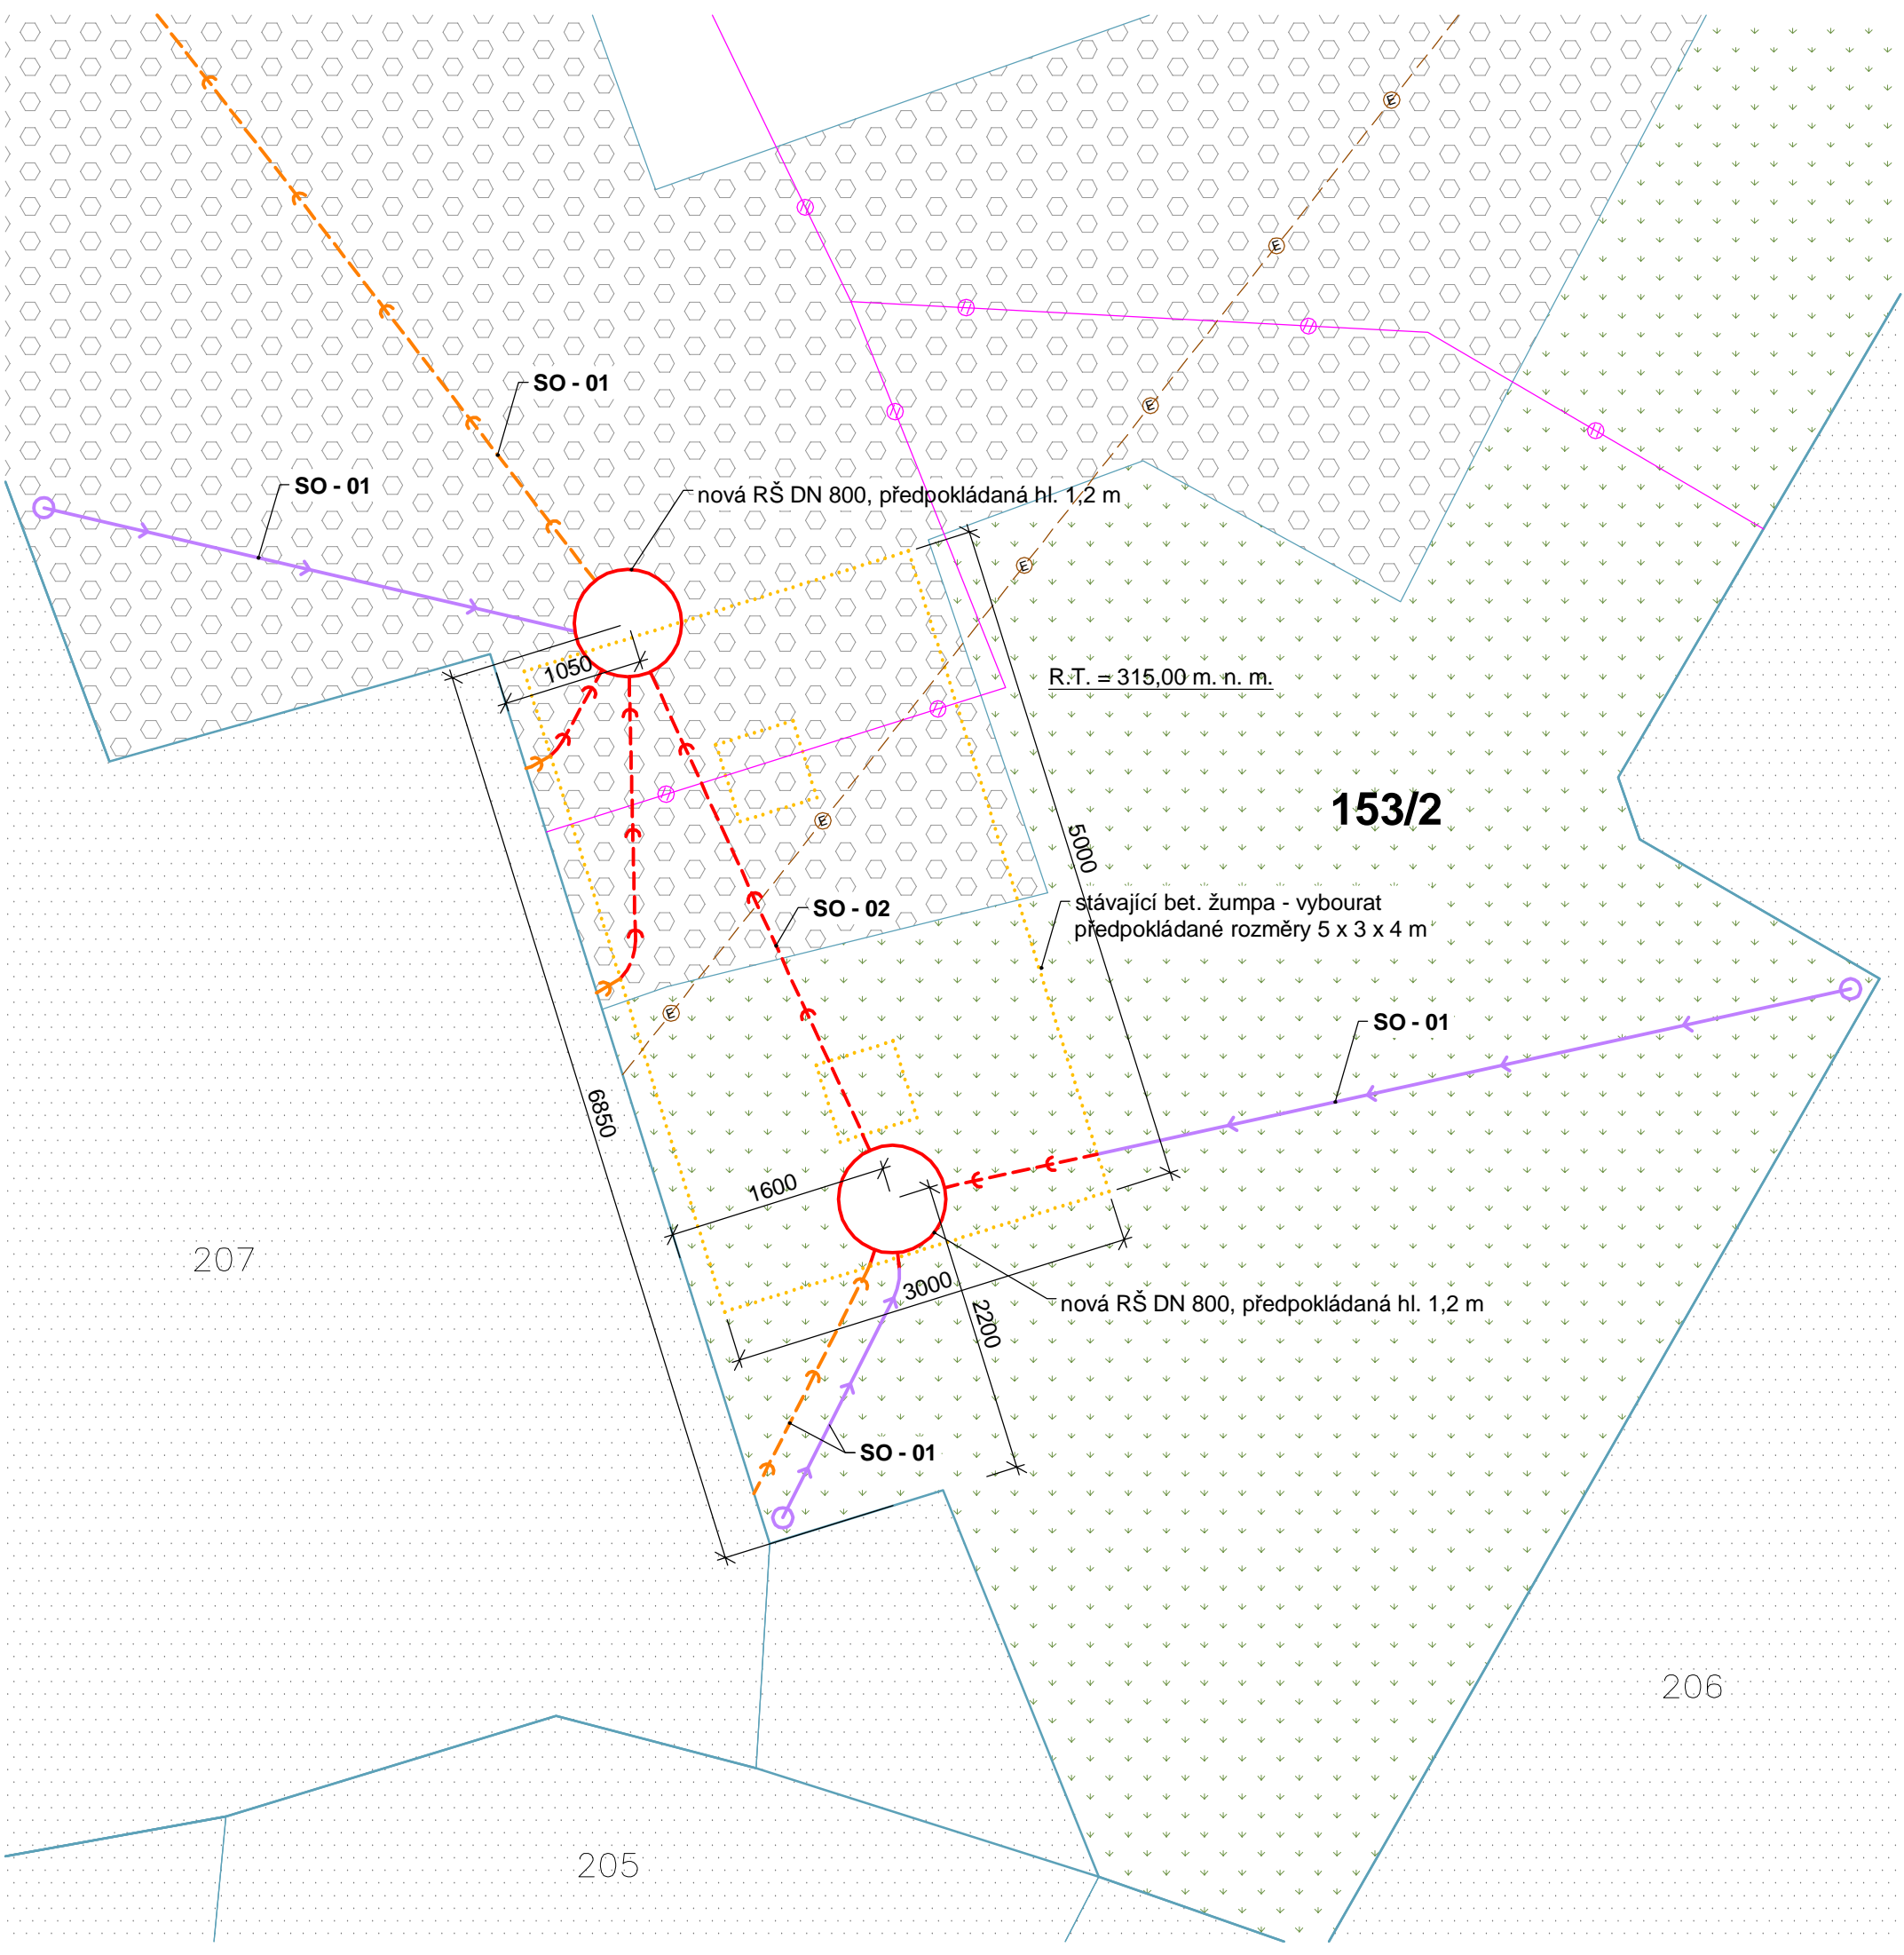 E
E
SO - 01
E
SO - 01
nová RŠ DN 800, předpokládaná hl. 1,2 m
E
1050
R.T. = 315,00 m. n. m.
153/2
E
5000
SO - 02
stávající bet. žumpa - vybourat
předpokládané rozměry 5 x 3 x 4 m
E
SO - 01
6850
1600
207
3000
nová RŠ DN 800, předpokládaná hl. 1,2 m
2200
SO - 01
206
205